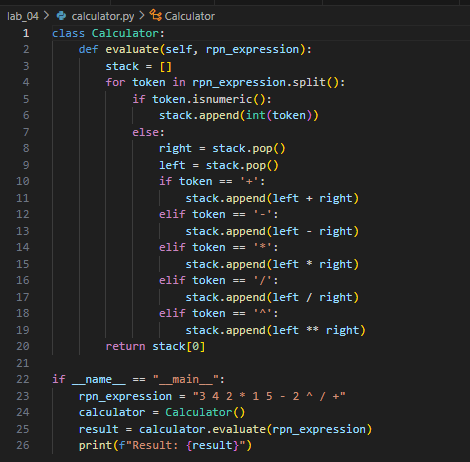 lab_04 > calculator.py > Calculator
1 class Calculator:
2     def evaluate(self, rpn_expression):
3         stack = []
4         for token in rpn_expression.split():
5             if token.isnumeric():
6                 stack.append(int(token))
7             else:
8                 right = stack.pop()
9                 left = stack.pop()
10                 if token == '+':
11                     stack.append(left + right)
12                 elif token == '-':
13                     stack.append(left - right)
14                 elif token == '*':
15                     stack.append(left * right)
16                 elif token == '/':
17                     stack.append(left / right)
18                 elif token == '^':
19                     stack.append(left ** right)
20         return stack[0]
21
22 if __name__ == "__main__":
23     rpn_expression = "3 4 2 * 1 5 - 2 ^ / +"
24     calculator = Calculator()
25     result = calculator.evaluate(rpn_expression)
26     print(f"Result: {result}")